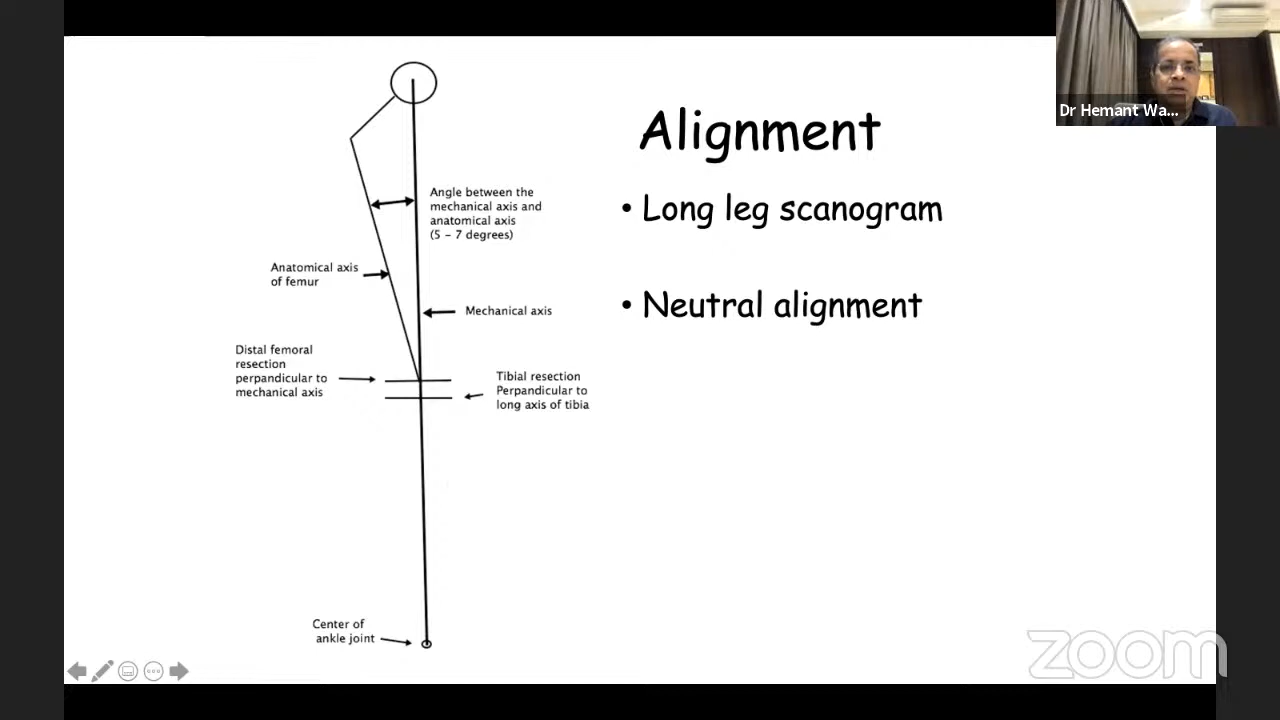 Alignment
• Long leg scanogram
• Neutral alignment
Angle between the
mechanical axis and
anatomical axis
(5 - 7 degrees)
Anatomical axis
of femur
Mechanical axis
Distal femoral
resection
perpandicular to
mechanical axis
Tibial resection
Perpandicular to
long axis of tibia
Center of
ankle joint
Dr Hemant Wa...
zoom